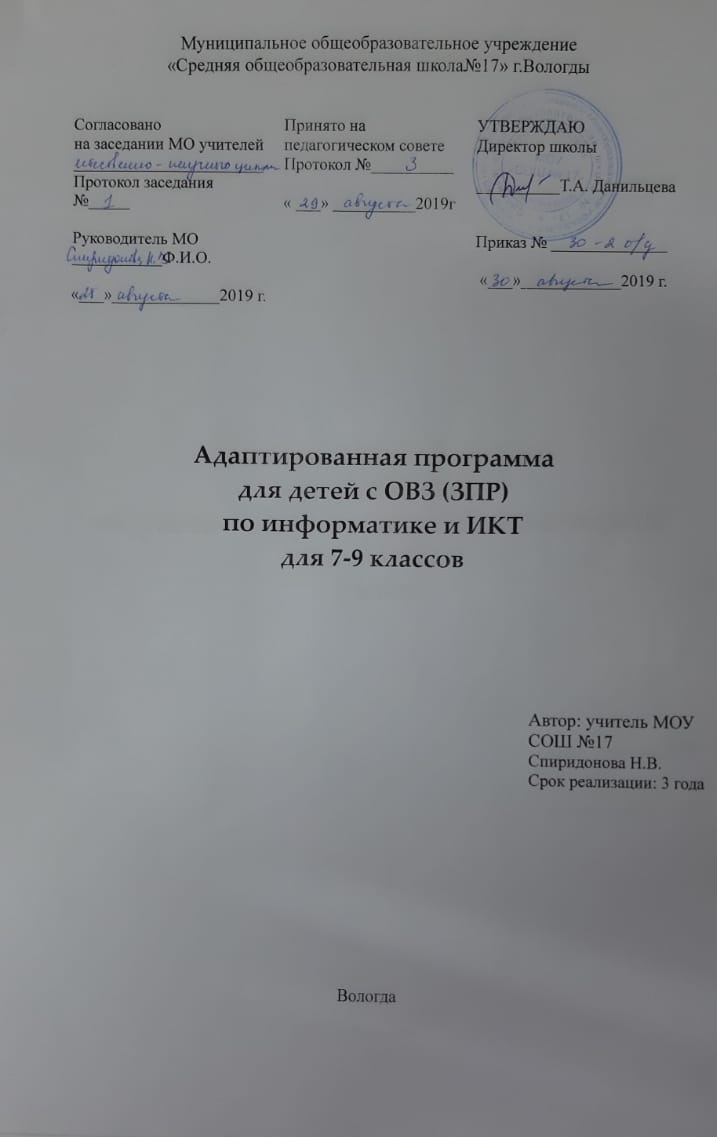 Муниципальное общеобразовательное учреждение
«Средняя общеобразовательная школа№17» г.Вологды
Согласовано
на заседании МО учителей
Протокол заседания
№ 1
Руководитель МО
Ф.И.О.
« » августа 2019 г.
Принято на
педагогическом совете
Протокол № 3
« 29 » августа 2019г
УТВЕРЖДАЮ
Директор школы
Т.А. Данильцева
Приказ № 30-2 о/д
« 30 » августа 2019 г.
Адаптированная программа
для детей с ОВЗ (ЗПР)
по информатике и ИКТ
для 7-9 классов
Автор: учитель МОУ
СОШ №17
Спиридонова Н.В.
Срок реализации: 3 года
Вологда